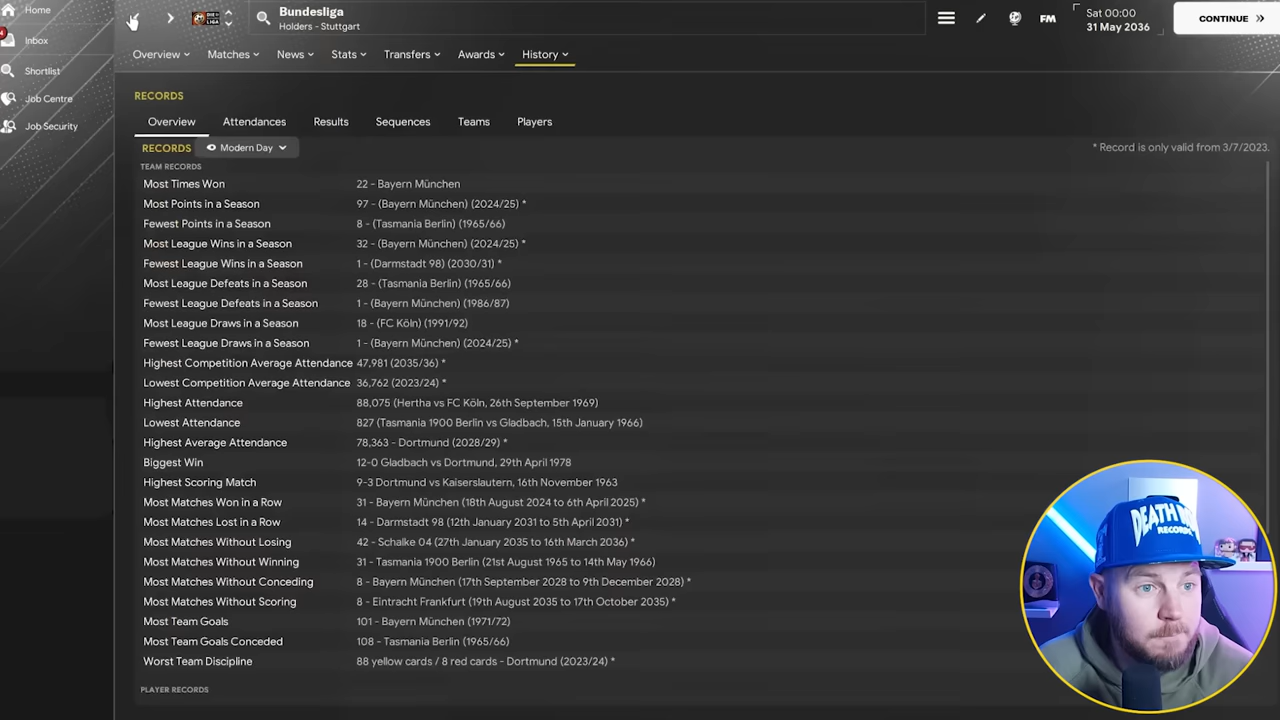 Home
4
Inbox
Shortlist
Job Centre
Job Security
Bundesliga
Holders - Stuttgart
FM
Sat 00:00
31 May 2036
CONTINUE
Overview
Matches
News
Stats
Transfers
Awards
History
RECORDS
Overview
Attendances
Results
Sequences
Teams
Players
RECORDS
Modern Day
* Record is only valid from 3/7/2023.
TEAM RECORDS
Most Times Won 22 - Bayern München
Most Points in a Season 97 - (Bayern München) (2024/25) *
Fewest Points in a Season 8 - (Tasmania Berlin) (1965/66)
Most League Wins in a Season 32 - (Bayern München) (2024/25) *
Fewest League Wins in a Season 1 - (Darmstadt 98) (2030/31) *
Most League Defeats in a Season 28 - (Tasmania Berlin) (1965/66)
Fewest League Defeats in a Season 1 - (Bayern München) (1986/87)
Most League Draws in a Season 18 - (FC Köln) (1991/92)
Fewest League Draws in a Season 1 - (Bayern München) (2024/25) *
Highest Competition Average Attendance 47,981 (2035/36) *
Lowest Competition Average Attendance 36,762 (2023/24) *
Highest Attendance 88,075 (Hertha vs FC Köln, 26th September 1969)
Lowest Attendance 827 (Tasmania 1900 Berlin vs Gladbach, 15th January 1966)
Highest Average Attendance 78,363 - Dortmund (2028/29) *
Biggest Win 12-0 Gladbach vs Dortmund, 29th April 1978
Highest Scoring Match 9-3 Dortmund vs Kaiserslautern, 16th November 1963
Most Matches Won in a Row 31 - Bayern München (18th August 2024 to 6th April 2025) *
Most Matches Lost in a Row 14 - Darmstadt 98 (12th January 2031 to 5th April 2031) *
Most Matches Without Losing 42 - Schalke 04 (27th January 2035 to 16th March 2036) *
Most Matches Without Winning 31 - Tasmania 1900 Berlin (21st August 1965 to 14th May 1966)
Most Matches Without Conceding 8 - Bayern München (17th September 2028 to 9th December 2028) *
Most Matches Without Scoring 8 - Eintracht Frankfurt (19th August 2035 to 17th October 2035) *
Most Team Goals 101 - Bayern München (1971/72)
Most Team Goals Conceded 108 - Tasmania Berlin (1965/66)
Worst Team Discipline 88 yellow cards / 8 red cards - Dortmund (2023/24) *
PLAYER RECORDS
DEATH
RECORDS